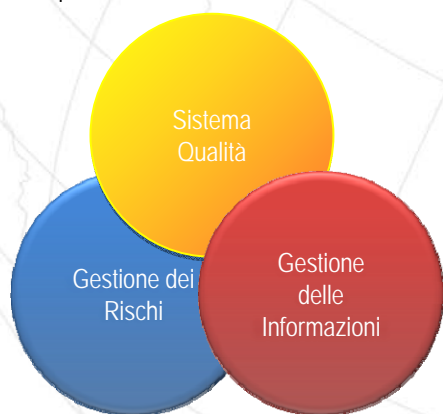 Sistema
Qualità
Gestione dei
Rischi
Gestione
delle
Informazioni